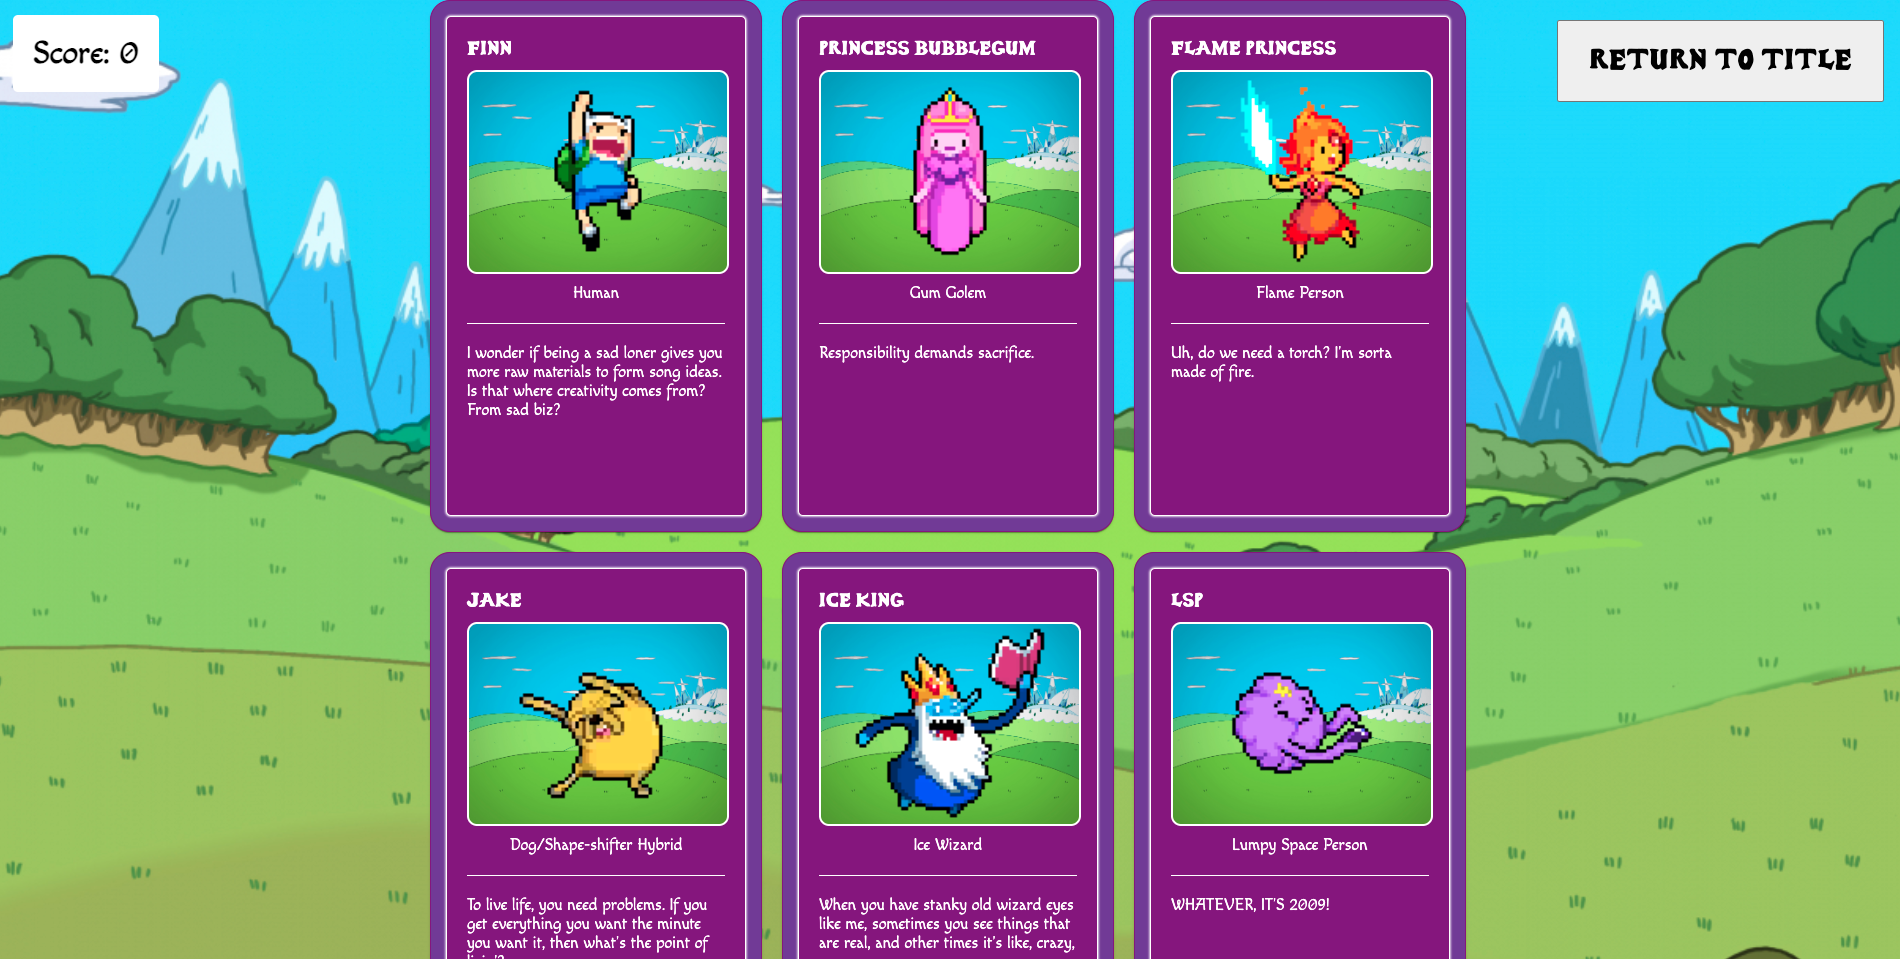 Score: 0
RETURN TO TITLE
FINN
Human
I wonder if being a sad loner gives you
more raw materials to form song ideas.
Is that where creativity comes from?
From sad biz?
PRINCESS BUBBLEGUM
Gum Golem
Responsibility demands sacrifice.
FLAME PRINCESS
Flame Person
Uh, do we need a torch? I'm sorta
made of fire.
JAKE
Dog/Shape-shifter Hybrid
To live life, you need problems. If you
get everything you want the minute
you want it, then what's the point of
ICE KING
Ice Wizard
When you have stanky old wizard eyes
like me, sometimes you see things that
are real, and other times it's like, crazy,
LSP
Lumpy Space Person
WHATEVER, IT'S 2009!